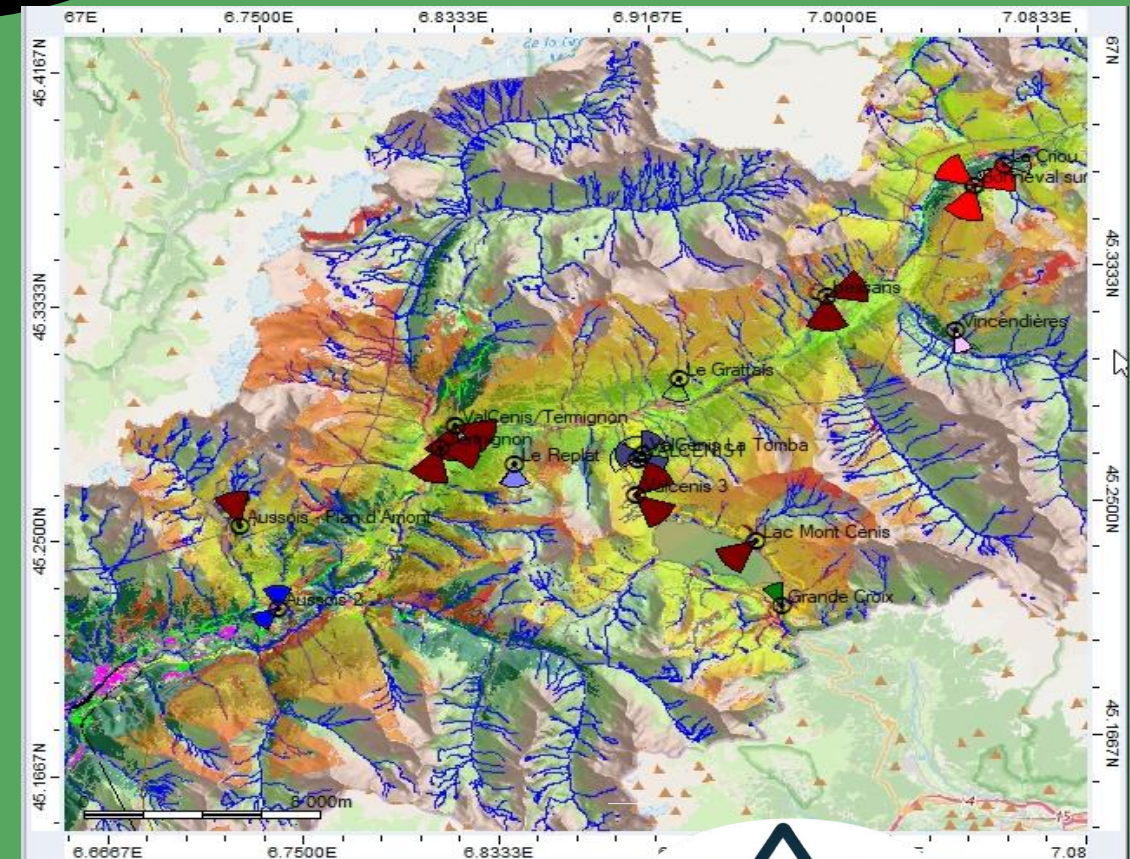 67E 6.7500E 6.8333E 6.9167E 7.0000E 7.0833E
67N
45.4167N
Le Criou
45.3333N
bessans
45.3333N
Vincendières
Le Grattais
ValCenis/Termignon
ValCenis La Tomba
VALCENIS1
Le Replat
45.2500N
Valcenis 3
Aussois - Plan d'Amont
Lac Mont Cenis
45.2500N
Grande Croix
Aussois 2
45.1667N
45.1667N
8 000m
14
15
6.6667E 6.7500E 6.8333E 7.08